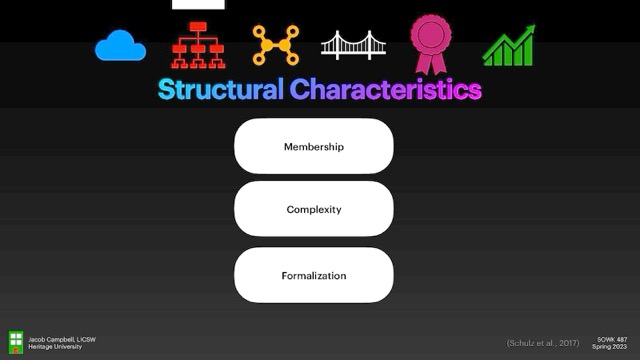 Structural Characteristics
Membership
Complexity
Formalization
Jacob Campbell, LICSW
Heritage University
(Schulz et al., 2017)
SOWK 487
Spring 2023